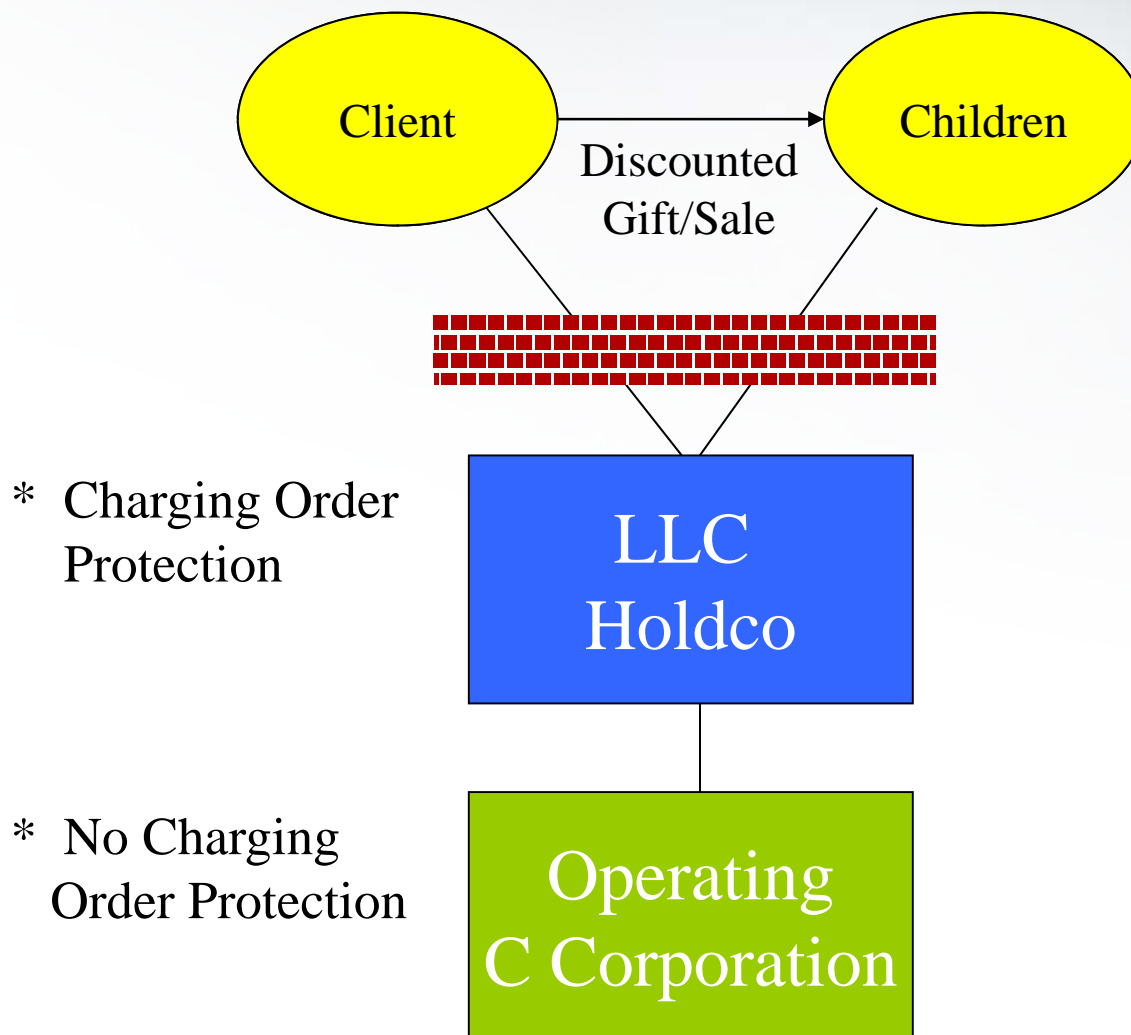 Client
Children
Discounted
Gift/Sale
* Charging Order
Protection
LLC
Holdco
* No Charging
Order Protection
Operating
C Corporation